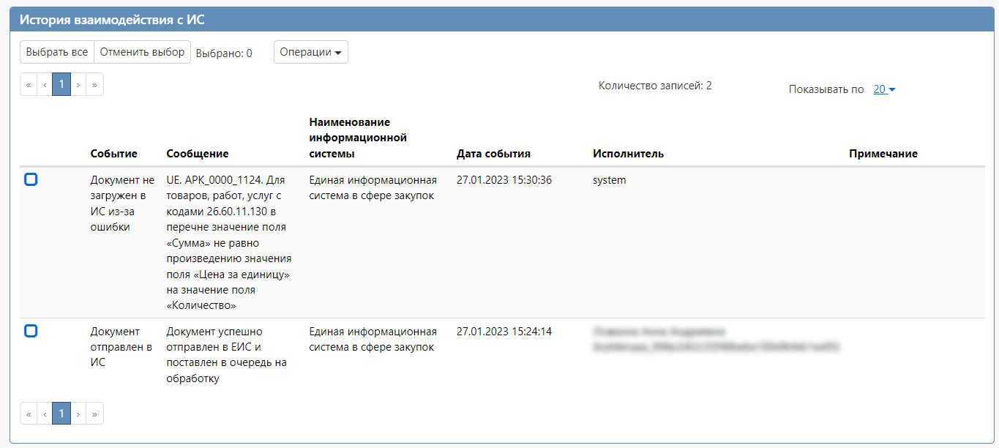 История взаимодействия с ИС
Выбрать все Отменить выбор Выбрано: 0 Операции
« ‹ 1 › » Количество записей: 2 Показывать по 20
Наименование
информационной
Событие Сообщение системы Дата события Исполнитель Примечание
Документ не UE. АРК_0000_1124. Для Единая информационная 27.01.2023 15:30:36 system
загружен в товаров, работ, услуг с система в сфере закупок
ИС из-за кодами 26.60.11.130 в
ошибки перечне значение поля
«Сумма» не равно
произведению значения
поля «Цена за единицу»
на значение поля
«Количество»
Документ Документ успешно Единая информационная 27.01.2023 15:24:14
отправлен в отправлен в ЕИС и система в сфере закупок
ИС поставлен в очередь на
обработку
« ‹ 1 › »